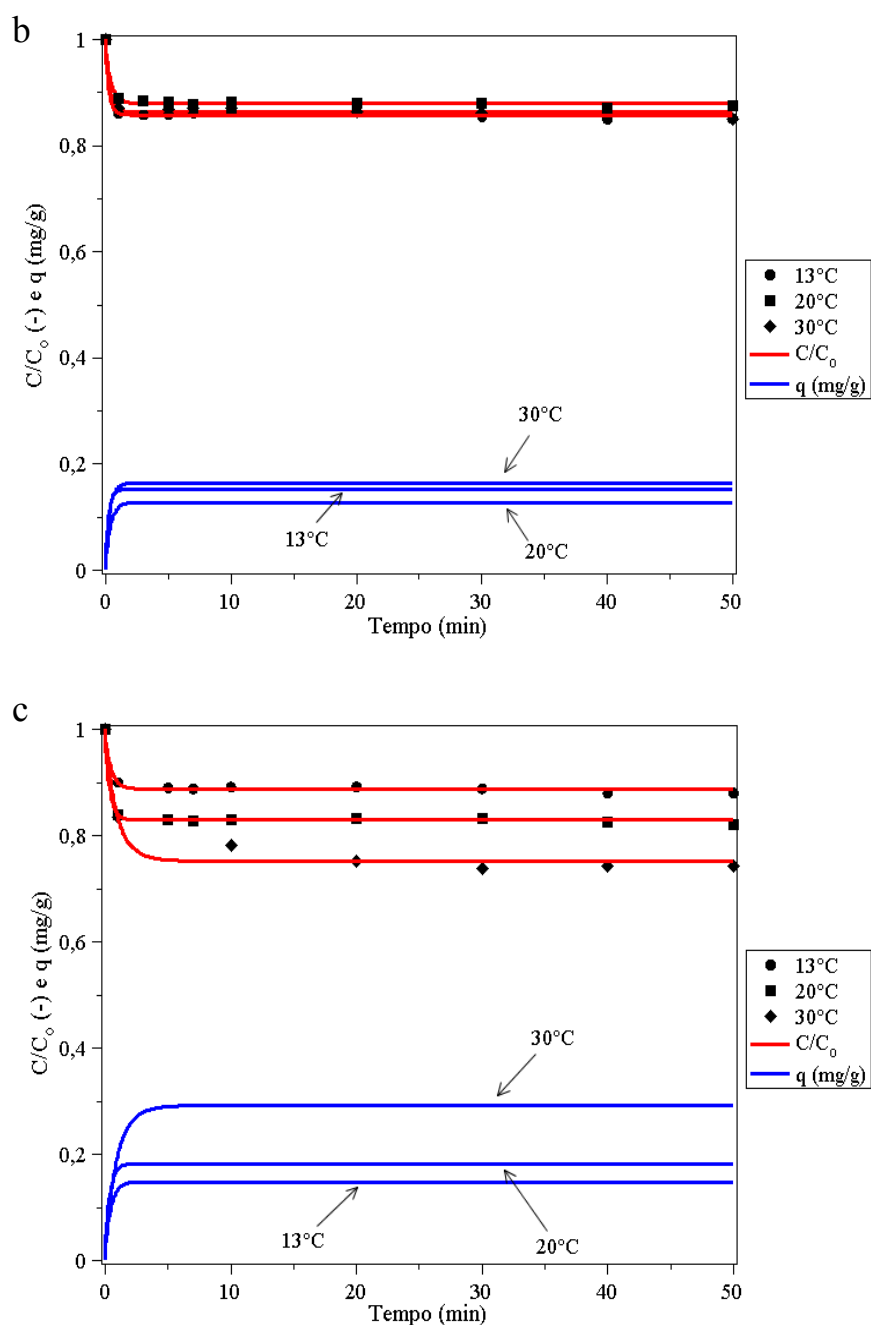 b
1
0,8
0,6
0,4
0,2
0
C/C₀ (-) e q (mg/g)
30°C
13°C
20°C
0 10 20 30 40 50
Tempo (min)
13°C
20°C
30°C
C/C₀
q (mg/g)
c
1
0,8
0,6
0,4
0,2
0
C/C₀ (-) e q (mg/g)
30°C
13°C
20°C
0 10 20 30 40 50
Tempo (min)
13°C
20°C
30°C
C/C₀
q (mg/g)